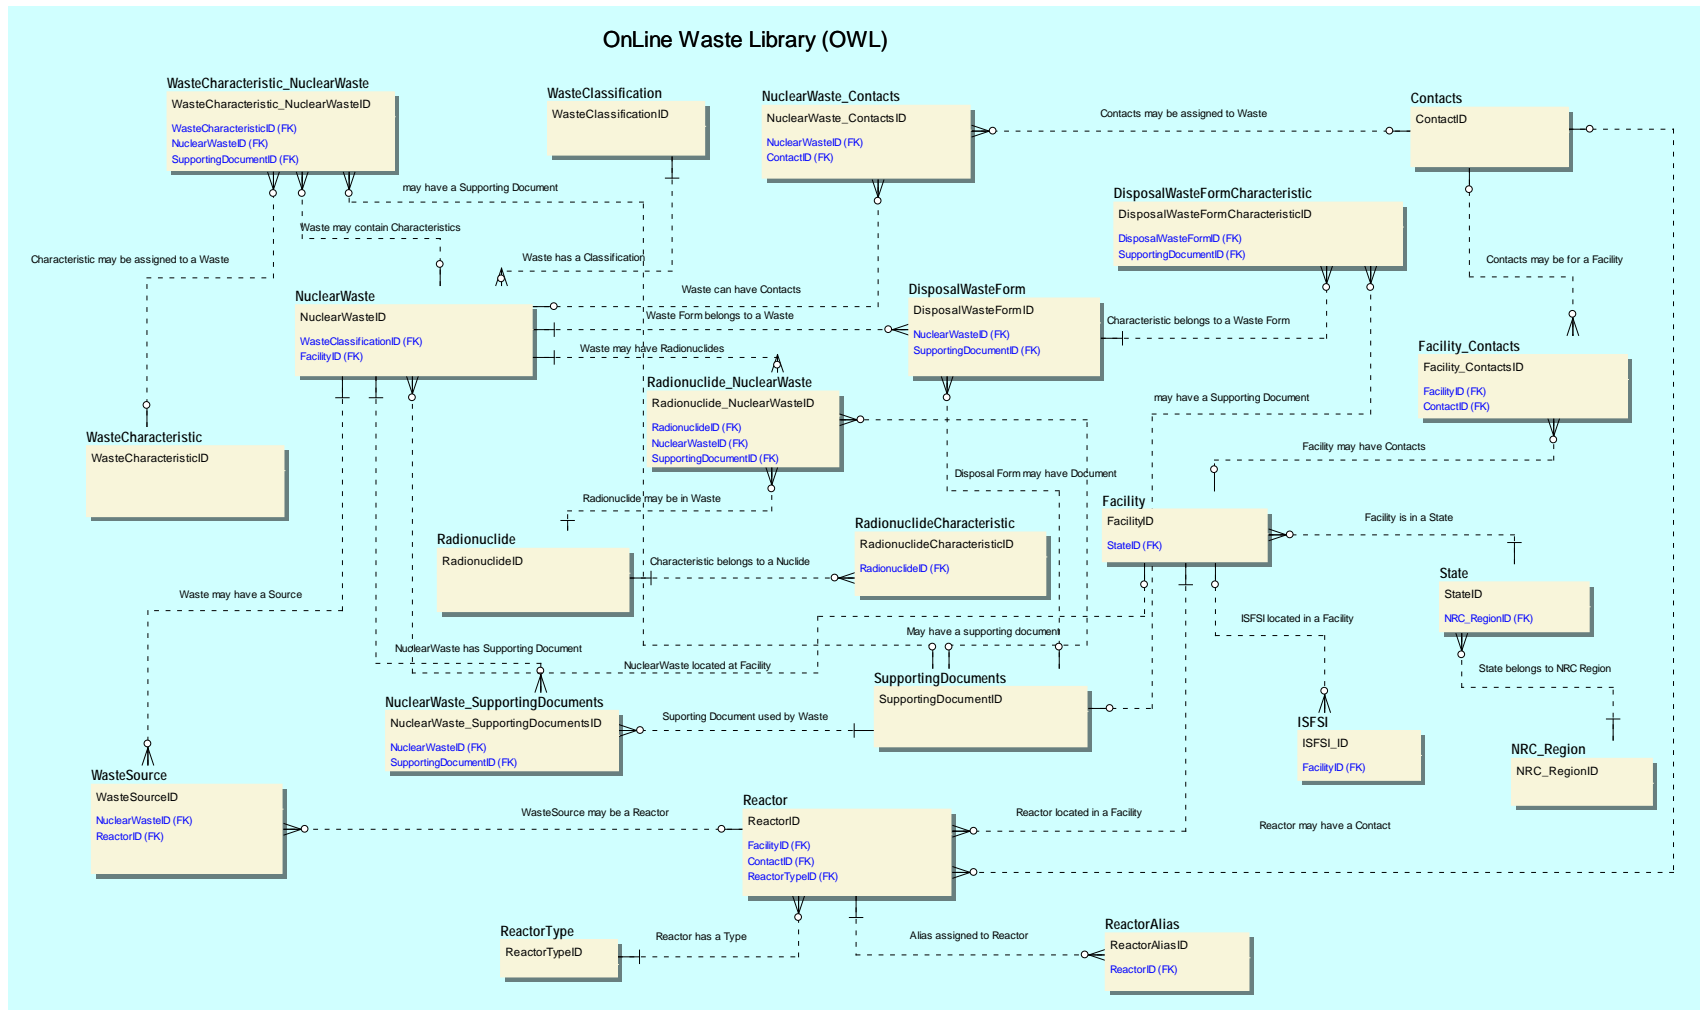 OnLine Waste Library (OWL)
WasteCharacteristic_NuclearWaste
WasteCharacteristic_NuclearWasteID
WasteCharacteristicID (FK)
NuclearWasteID (FK)
SupportingDocumentID (FK)
WasteClassification
WasteClassificationID
NuclearWaste_Contacts
NuclearWaste_ContactsID
NuclearWasteID (FK)
ContactID (FK)
Contacts may be assigned to Waste
Contacts
ContactID
may have a Supporting Document
Waste may contain Characteristics
Characteristic may be assigned to a Waste
Waste has a Classification
DisposalWasteFormCharacteristic
DisposalWasteFormCharacteristicID
DisposalWasteFormID (FK)
SupportingDocumentID (FK)
Contacts may be for a Facility
NuclearWaste
NuclearWasteID
WasteClassificationID (FK)
FacilityID (FK)
Waste can have Contacts
Waste Form belongs to a Waste
Waste may have Radionuclides
DisposalWasteForm
DisposalWasteFormID
NuclearWasteID (FK)
SupportingDocumentID (FK)
Characteristic belongs to a Waste Form
Facility_Contacts
Facility_ContactsID
FacilityID (FK)
ContactID (FK)
Radionuclide_NuclearWaste
Radionuclide_NuclearWasteID
RadionuclideID (FK)
NuclearWasteID (FK)
SupportingDocumentID (FK)
may have a Supporting Document
WasteCharacteristic
WasteCharacteristicID
Facility may have Contacts
Disposal Form may have Document
Radionuclide may be in Waste
Facility
FacilityID
StateID (FK)
Facility is in a State
Radionuclide
RadionuclideID
RadionuclideCharacteristic
RadionuclideCharacteristicID
RadionuclideID (FK)
Characteristic belongs to a Nuclide
State
StateID
NRC_RegionID (FK)
Waste may have a Source
ISFSI located in a Facility
May have a supporting document
NuclearWaste has Supporting Document
NuclearWaste located at Facility
State belongs to NRC Region
SupportingDocuments
SupportingDocumentID
NuclearWaste_SupportingDocuments
NuclearWaste_SupportingDocumentsID
NuclearWasteID (FK)
SupportingDocumentID (FK)
Suporting Document used by Waste
ISFSI
ISFSI_ID
FacilityID (FK)
NRC_Region
NRC_RegionID
WasteSource
WasteSourceID
NuclearWasteID (FK)
ReactorID (FK)
WasteSource may be a Reactor
Reactor
ReactorID
FacilityID (FK)
ContactID (FK)
ReactorTypeID (FK)
Reactor located in a Facility
Reactor may have a Contact
ReactorType
ReactorTypeID
Reactor has a Type
Alias assigned to Reactor
ReactorAlias
ReactorAliasID
ReactorID (FK)